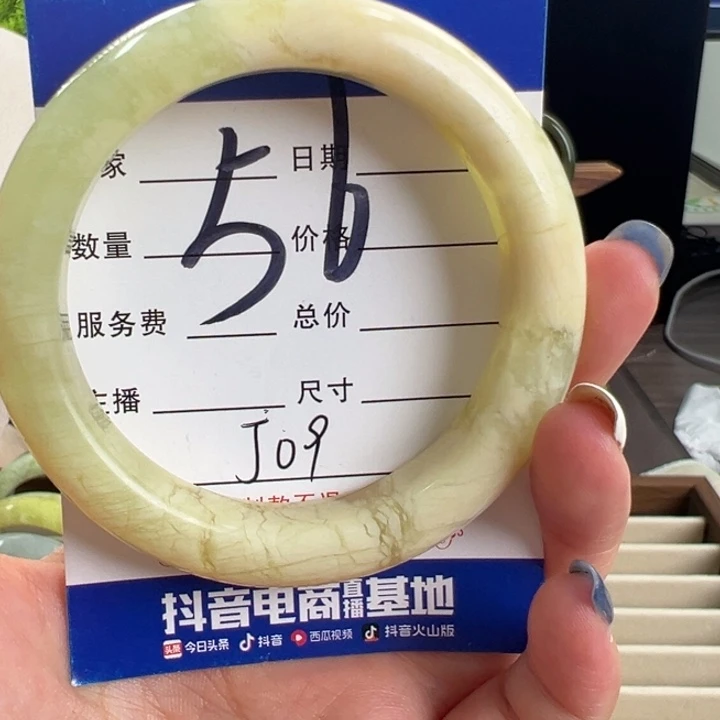 家 日期
56
数量 价格
服务费 总价
主播 尺寸
J09
抖音电商直播基地
头条 今日头条 抖音 西瓜视频 抖音火山版